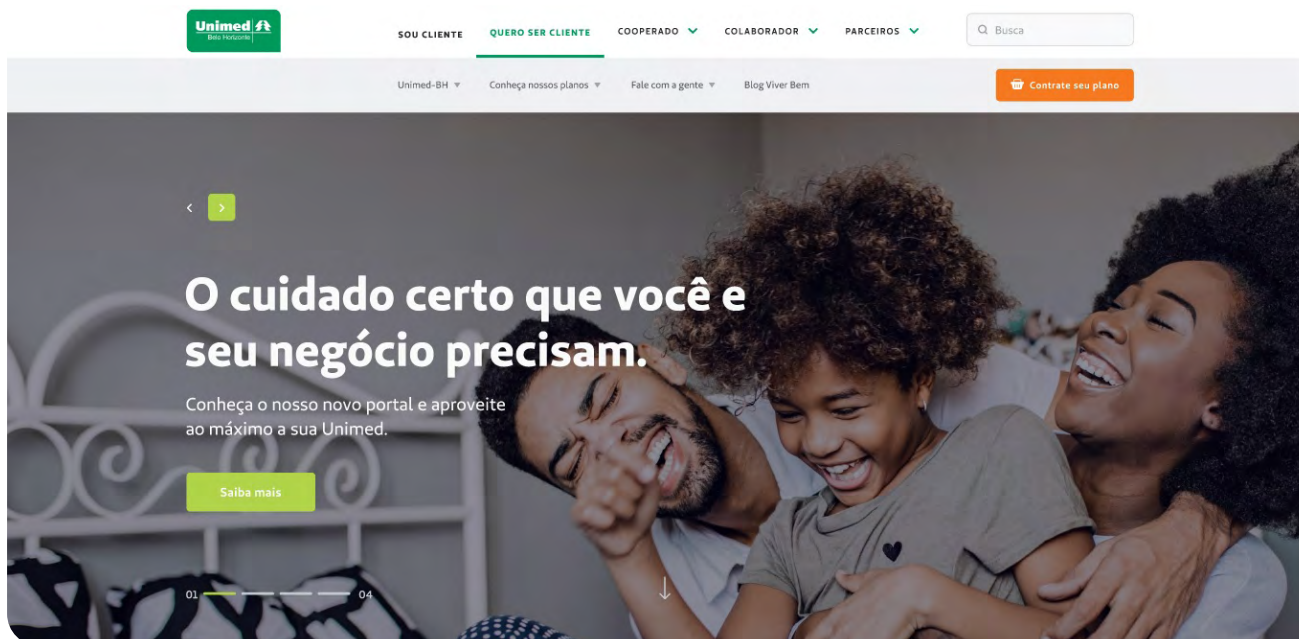 Unimed
Belo Horizonte
SOU CLIENTE
QUERO SER CLIENTE
COOPERADO
COLABORADOR
PARCEIROS
Busca
Unimed-BH
Conheça nossos planos
Fale com a gente
Blog Viver Bem
Contrate seu plano
O cuidado certo que você e
seu negócio precisam.
Conheça o nosso novo portal e aproveite
ao máximo a sua Unimed.
Saiba mais
01
04